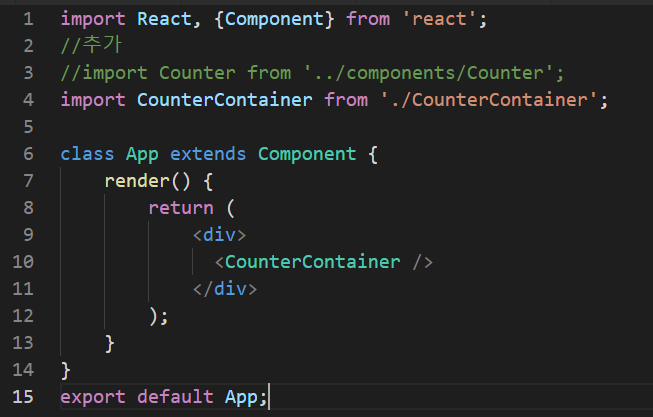 1 import React, {Component} from 'react';
2 //추가
3 //import Counter from '../components/Counter';
4 import CounterContainer from './CounterContainer';
5
6 class App extends Component {
7     render() {
8         return (
9             <div>
10               <CounterContainer />
11             </div>
12         );
13     }
14 }
15 export default App;